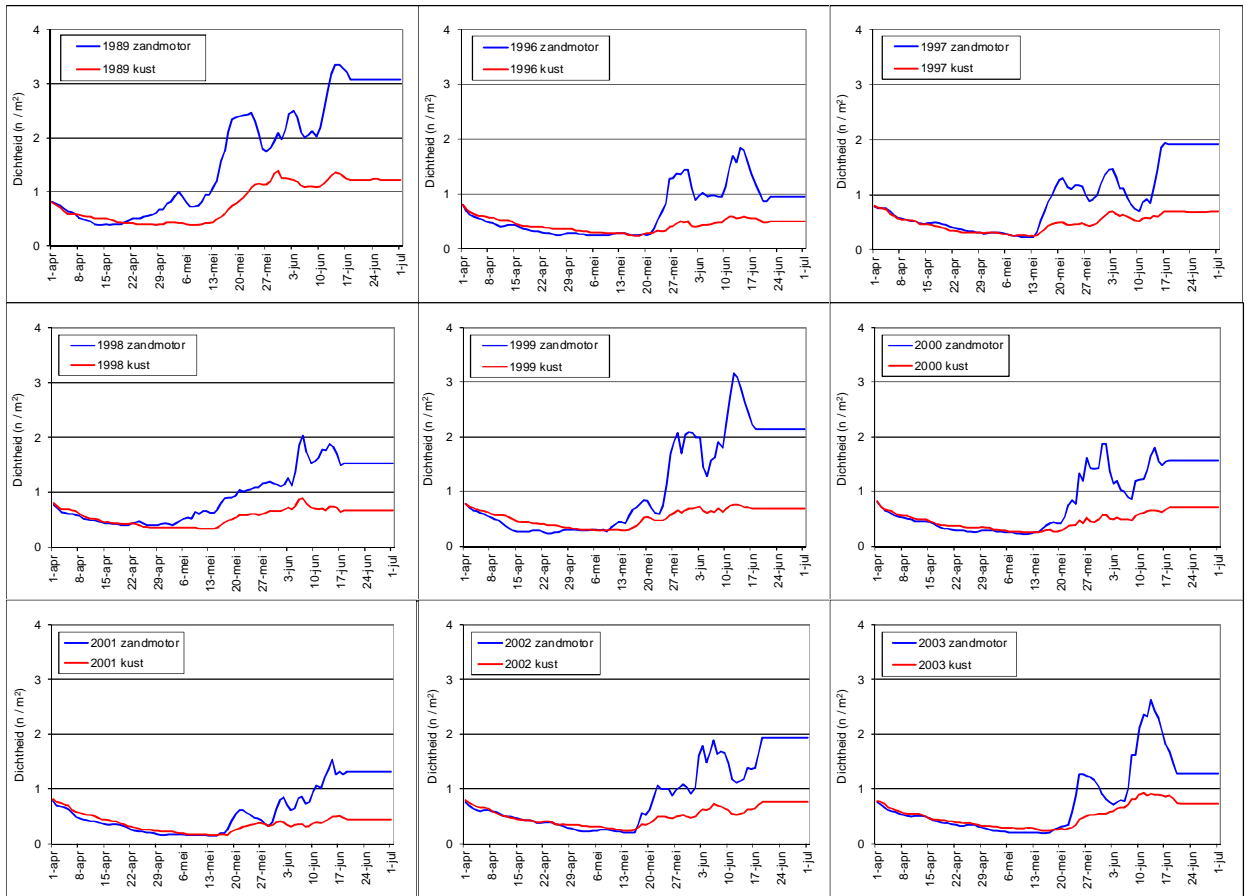 4
3
2
1
0
Dichtheid (n / m²)
1989 zandmotor
1989 kust
1-apr
8-apr
15-apr
22-apr
29-apr
6-mei
13-mei
20-mei
27-mei
3-jun
10-jun
17-jun
24-jun
1-jul
4
3
2
1
0
1996 zandmotor
1996 kust
1-apr
8-apr
15-apr
22-apr
29-apr
6-mei
13-mei
20-mei
27-mei
3-jun
10-jun
17-jun
24-jun
1-jul
4
3
2
1
0
Dichtheid (n / m²)
1997 zandmotor
1997 kust
1-apr
8-apr
15-apr
22-apr
29-apr
6-mei
13-mei
20-mei
27-mei
3-jun
10-jun
17-jun
24-jun
1-jul
4
3
2
1
0
Dichtheid (n / m²)
1998 zandmotor
1998 kust
1-apr
8-apr
15-apr
22-apr
29-apr
6-mei
13-mei
20-mei
27-mei
3-jun
10-jun
17-jun
24-jun
1-jul
4
3
2
1
0
1999 zandmotor
1999 kust
1-apr
8-apr
15-apr
22-apr
29-apr
6-mei
13-mei
20-mei
27-mei
3-jun
10-jun
17-jun
24-jun
1-jul
4
3
2
1
0
Dichtheid (n / m²)
2000 zandmotor
2000 kust
1-apr
8-apr
15-apr
22-apr
29-apr
6-mei
13-mei
20-mei
27-mei
3-jun
10-jun
17-jun
24-jun
1-jul
4
3
2
1
0
Dichtheid (n / m²)
2001 zandmotor
2001 kust
1-apr
8-apr
15-apr
22-apr
29-apr
6-mei
13-mei
20-mei
27-mei
3-jun
10-jun
17-jun
24-jun
1-jul
4
3
2
1
0
2002 zandmotor
2002 kust
1-apr
8-apr
15-apr
22-apr
29-apr
6-mei
13-mei
20-mei
27-mei
3-jun
10-jun
17-jun
24-jun
1-jul
4
3
2
1
0
Dichtheid (n / m²)
2003 zandmotor
2003 kust
1-apr
8-apr
15-apr
22-apr
29-apr
6-mei
13-mei
20-mei
27-mei
3-jun
10-jun
17-jun
24-jun
1-jul